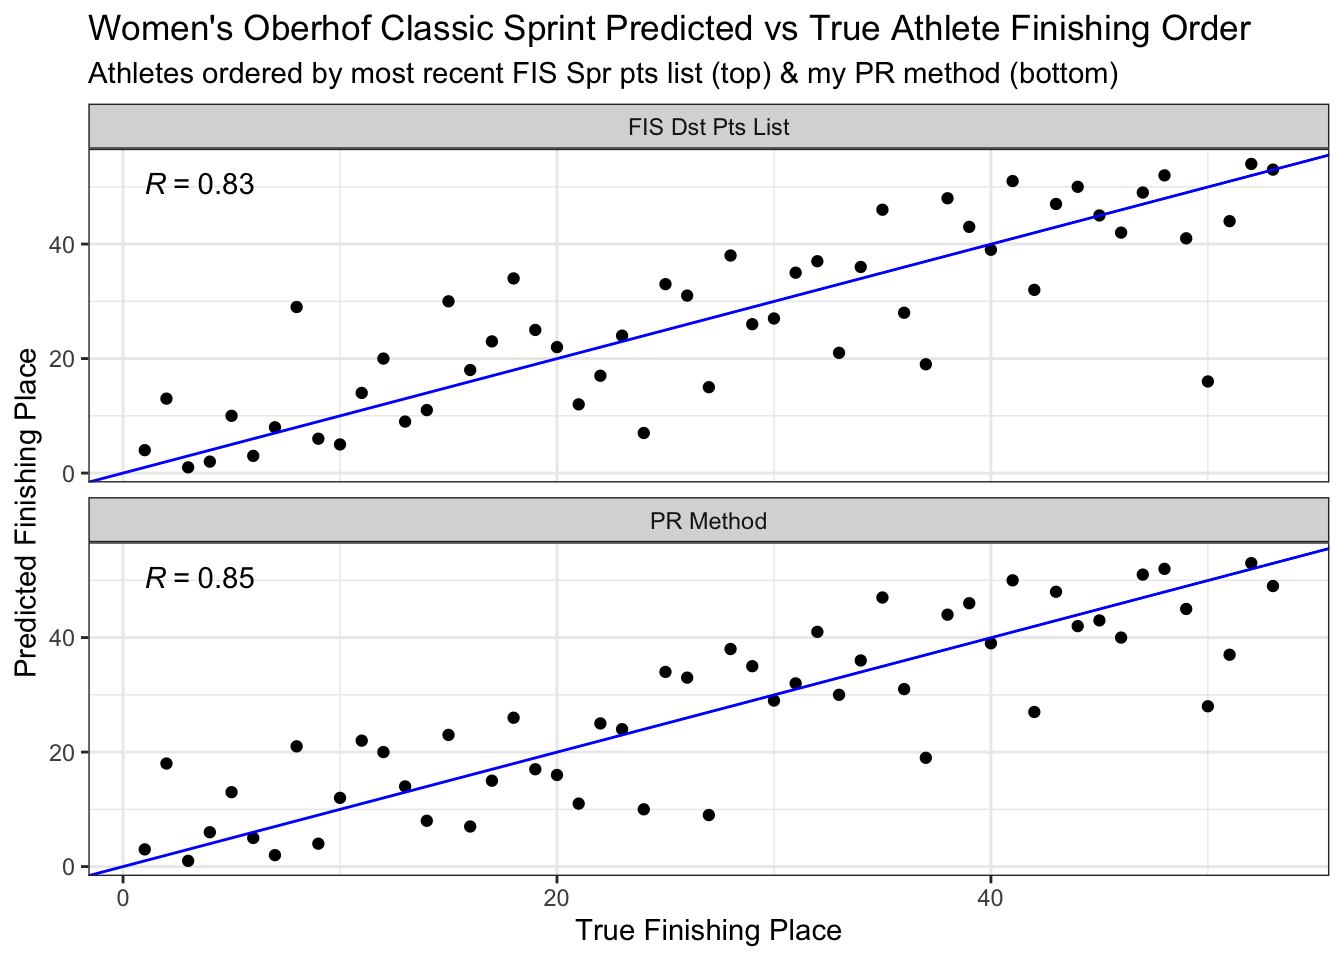 Women's Oberhof Classic Sprint Predicted vs True Athlete Finishing Order
Athletes ordered by most recent FIS Spr pts list (top) & my PR method (bottom)
FIS Dst Pts List
R = 0.83
40
20
0
Predicted Finishing Place
PR Method
R = 0.85
40
20
0
0 20 40
True Finishing Place